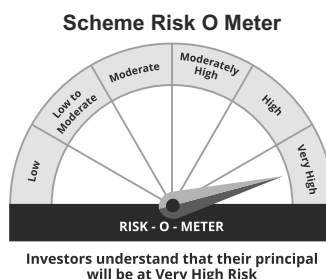 Scheme Risk O Meter
Low
Low to
Moderate
Moderate
Moderately
High
High
Very High
RISK - O - METER
Investors understand that their principal
will be at Very High Risk